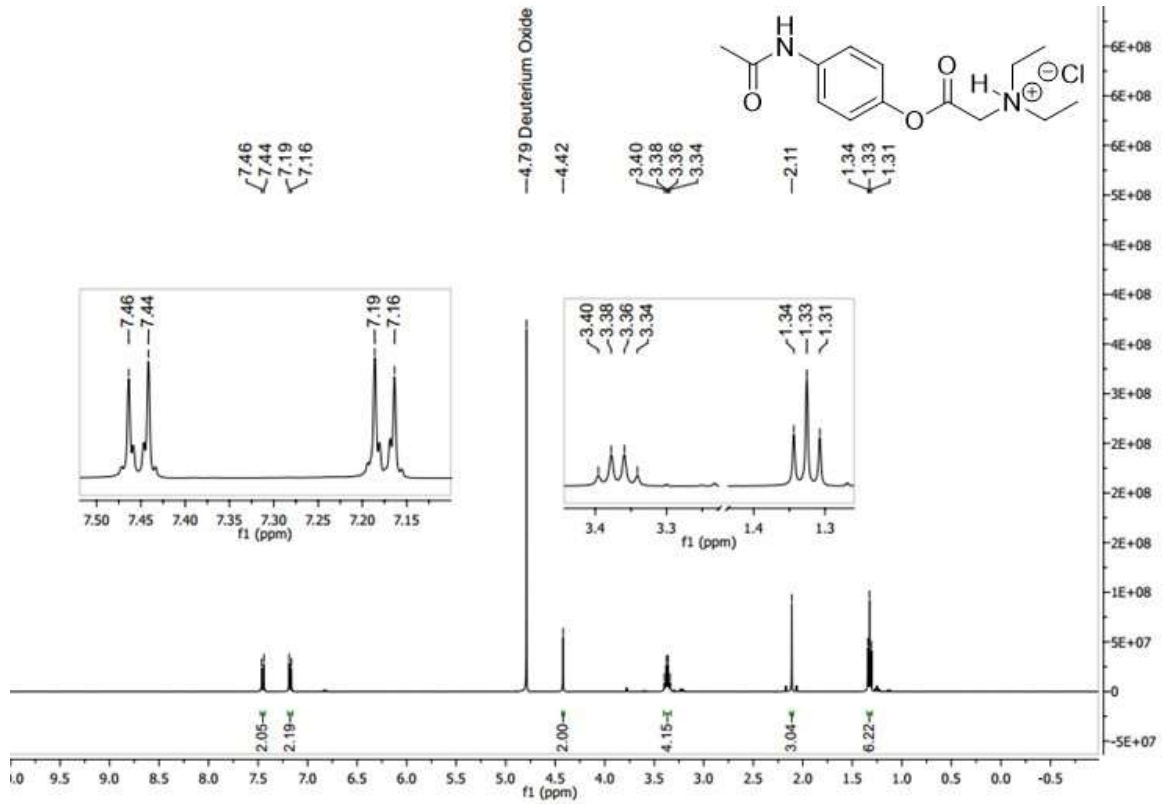 H
N
O
O
O
H
N
⊕
⊖Cl
4.79 Deuterium Oxide
7.46
7.44
7.19
7.16
4.42
3.40
3.38
3.36
3.34
2.11
1.34
1.33
1.31
6E+08
6E+08
6E+08
5E+08
4E+08
4E+08
4E+08
3E+08
2E+08
2E+08
2E+08
1E+08
5E+07
0
-5E+07
7.46
7.44
7.19
7.16
7.50 7.45 7.40 7.35 7.30 7.25 7.20 7.15
f1 (ppm)
3.40
3.38
3.36
3.34
1.34
1.33
1.31
3.4 3.3 1.4 1.3
f1 (ppm)
2.05
2.19
2.00
4.15
3.04
6.22
.0 9.5 9.0 8.5 8.0 7.5 7.0 6.5 6.0 5.5 5.0 4.5 4.0 3.5 3.0 2.5 2.0 1.5 1.0 0.5 0.0 -0.5
f1 (ppm)